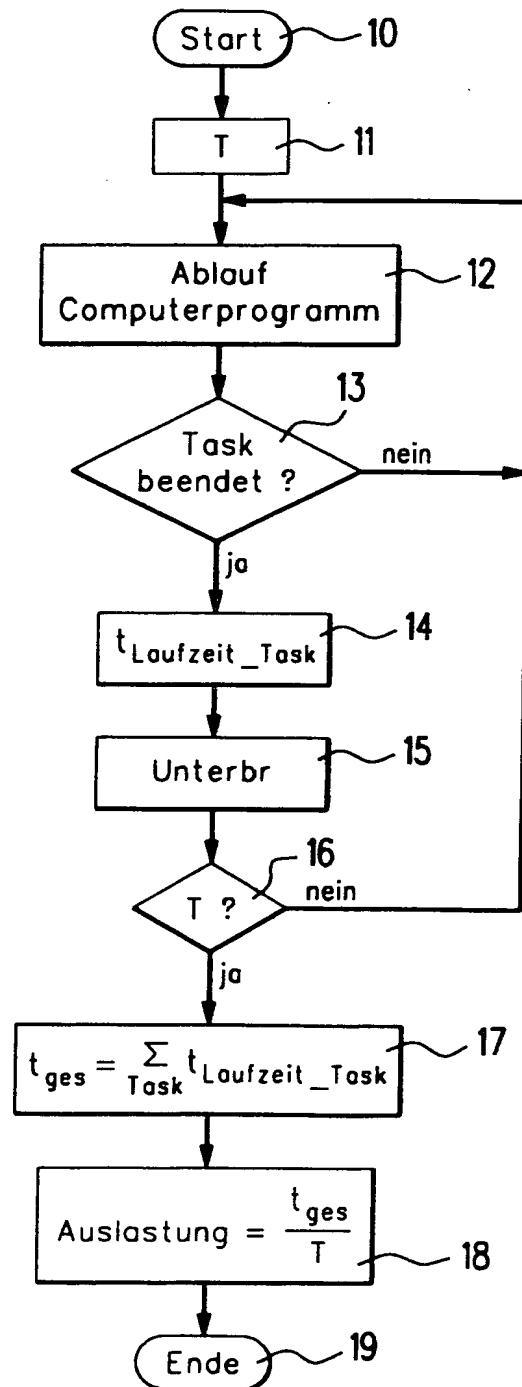 Start 10
T 11
Ablauf 12
Computerprogramm
13
Task
beendet ? nein
ja
t_Laufzeit_Task 14
Unterbr 15
16
T ? nein
ja
t_ges = Σ_Task t_Laufzeit_Task 17
Auslastung = t_ges / T 18
Ende 19